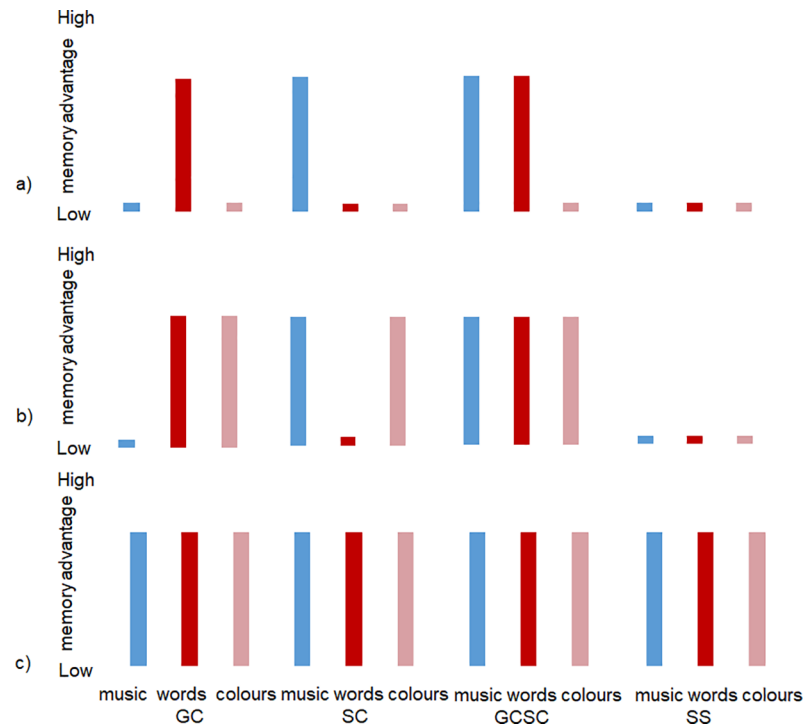 High
memory advantage
a)
Low
High
memory advantage
b)
Low
High
memory advantage
c)
Low
music words colours music words colours music words colours music words colours
GC SC GCSC SS